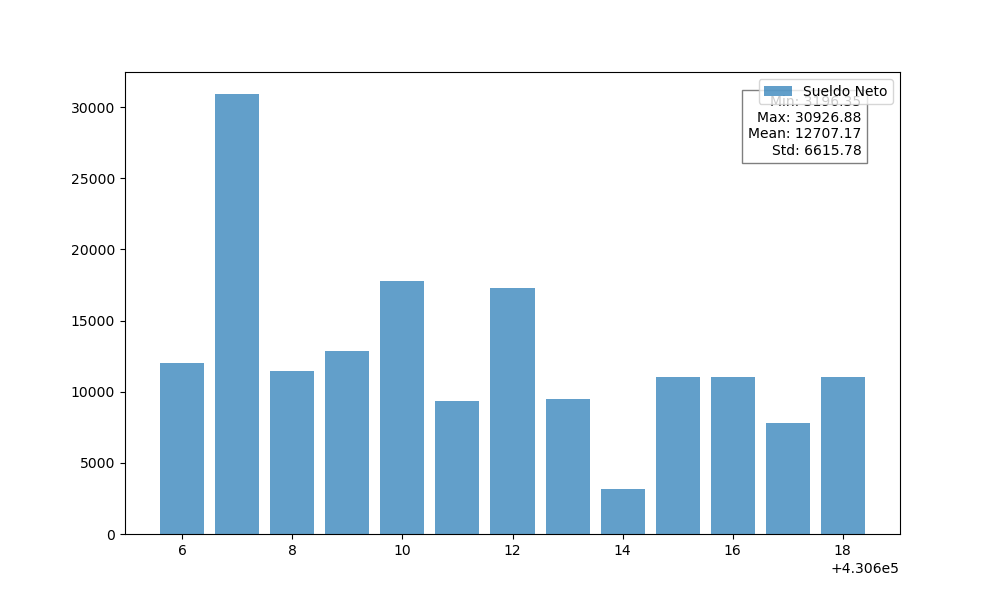 30000
25000
20000
15000
10000
5000
0
Sueldo Neto
Min: 3196.35
Max: 30926.88
Mean: 12707.17
Std: 6615.78
6 8 10 12 14 16 18
+4.306e5